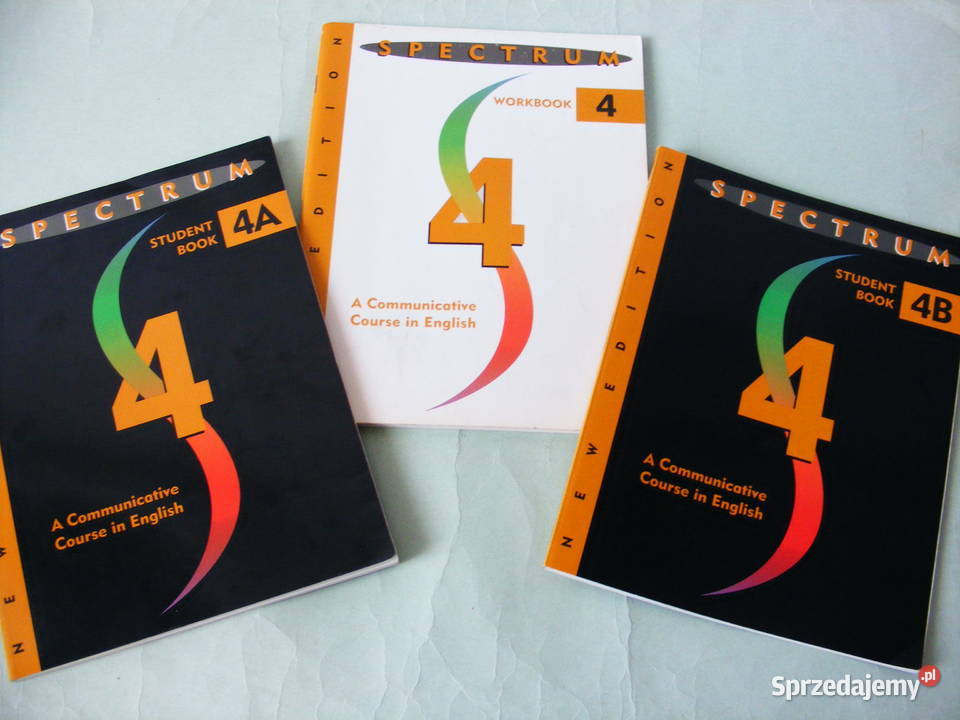 SPECTRUM
STUDENT
BOOK
4A
4
A Communicative
Course in English
NEW
SPECTRUM
WORKBOOK 4
4
A Communicative
Course in English
EDITION
SPECTRUM
STUDENT
BOOK
4B
4
A Communicative
Course in English
NEW EDITION
Sprzedajemy.pl